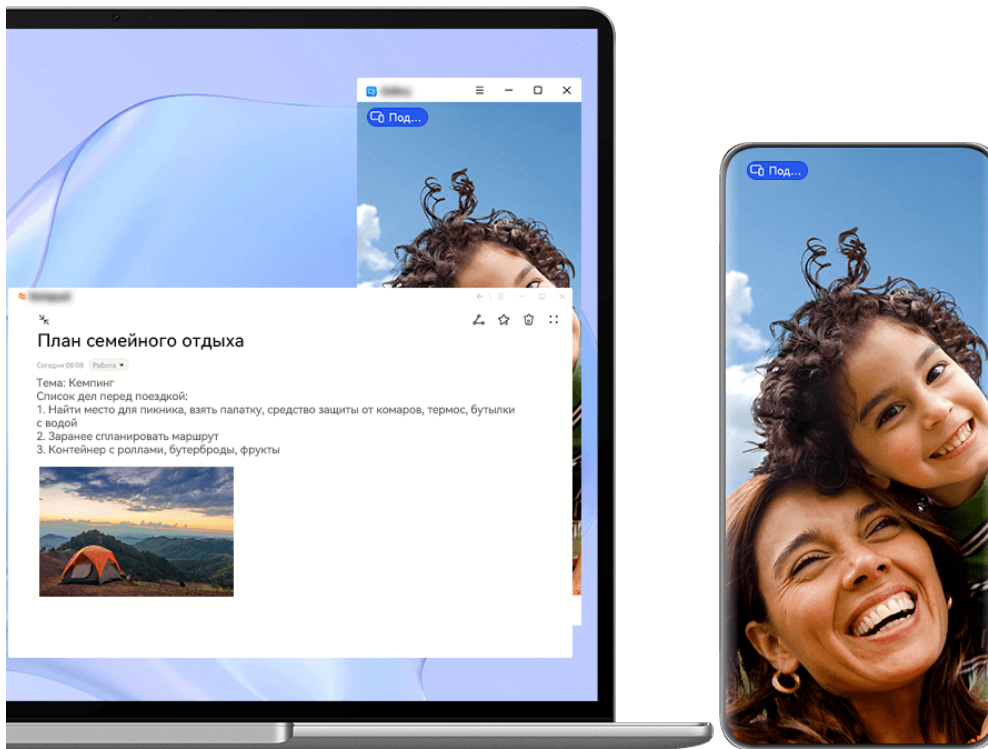 Под...
Под...
План семейного отдыха
Сегодня 08:08 Работа
Тема: Кемпинг
Список дел перед поездкой:
1. Найти место для пикника, взять палатку, средство защиты от комаров, термос, бутылки
с водой
2. Заранее спланировать маршрут
3. Контейнер с роллами, бутерброды, фрукты